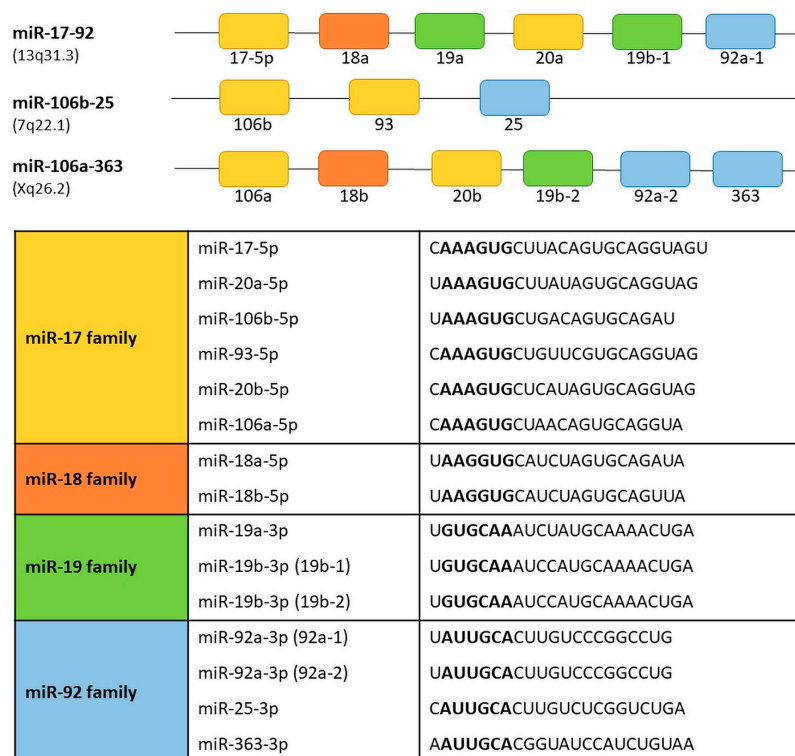 miR-17-92
(13q31.3)
17-5p 18a 19a 20a 19b-1 92a-1
miR-106b-25
(7q22.1)
106b 93 25
miR-106a-363
(Xq26.2)
106a 18b 20b 19b-2 92a-2 363
miR-17 family
miR-17-5p CAAAGUGCUUACAGUGCAGGUAGU
miR-20a-5p UAAAGUGCUUAUAGUGCAGGUAG
miR-106b-5p UAAAGUGCUGACAGUGCAGAU
miR-93-5p CAAAGUGCUGUUCGUGCAGGUAG
miR-20b-5p CAAAGUGCUCAUAGUGCAGGUAG
miR-106a-5p CAAAGUGCUAACAGUGCAGGUA
miR-18 family
miR-18a-5p UAAGGUGCAUCUAGUGCAGAUA
miR-18b-5p UAAGGUGCAUCUAGUGCAGUUA
miR-19 family
miR-19a-3p UGUGCAAAUCUAUGCAAAACUGA
miR-19b-3p (19b-1) UGUGCAAAUCCAUGCAAAACUGA
miR-19b-3p (19b-2) UGUGCAAAUCCAUGCAAAACUGA
miR-92 family
miR-92a-3p (92a-1) UAUUGCACUUGUCCCGGCCUG
miR-92a-3p (92a-2) UAUUGCACUUGUCCCGGCCUG
miR-25-3p CAUUGCACUUGUCUCGGUCUGA
miR-363-3p AAUUGCACGGUAUCCAUCUGUAA